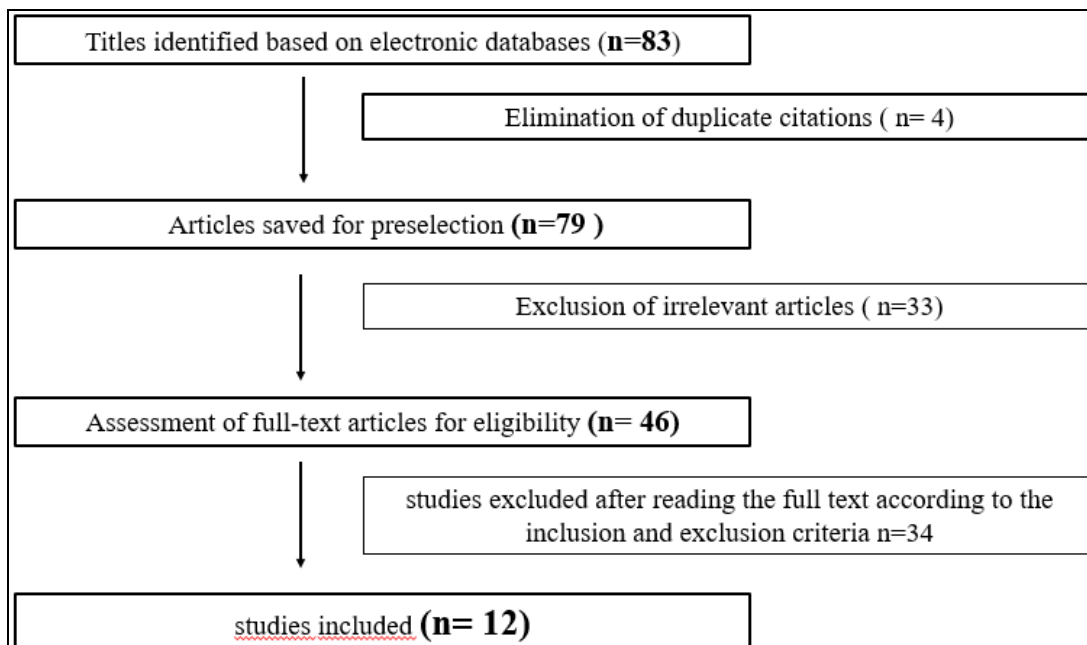 Titles identified based on electronic databases (n=83)
Elimination of duplicate citations ( n= 4)
Articles saved for preselection (n=79 )
Exclusion of irrelevant articles ( n=33)
Assessment of full-text articles for eligibility (n= 46)
studies excluded after reading the full text according to the
inclusion and exclusion criteria n=34
studies included (n= 12)